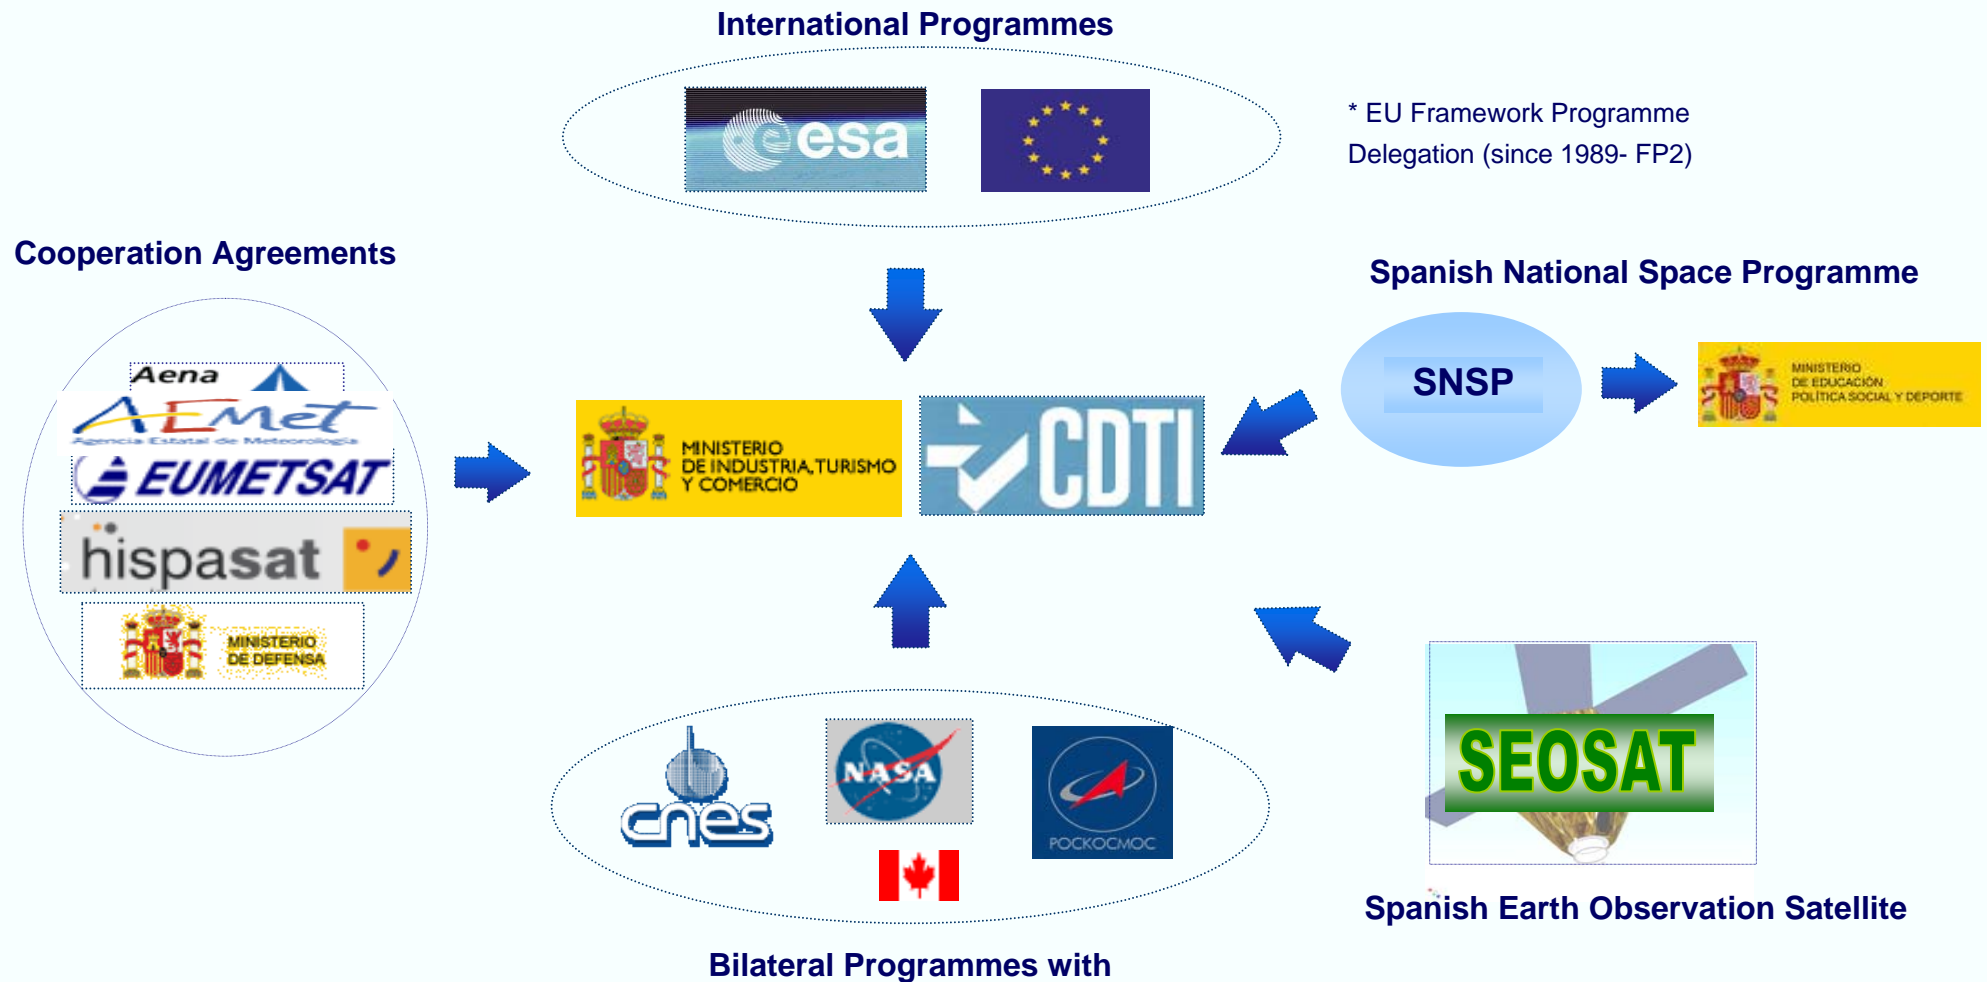 International Programmes
esa
* EU Framework Programme
Delegation (since 1989- FP2)
Cooperation Agreements
Aena
AEMet
Agencia Estatal de Meteorología
EUMETSAT
hispasat
MINISTERIO
DE DEFENSA
MINISTERIO
DE INDUSTRIA, TURISMO
Y COMERCIO
CDTI
Spanish National Space Programme
SNSP
MINISTERIO
DE EDUCACIÓN
POLÍTICA SOCIAL Y DEPORTE
cnes
NASA
РОСКОСМОС
SEOSAT
Spanish Earth Observation Satellite
Bilateral Programmes with